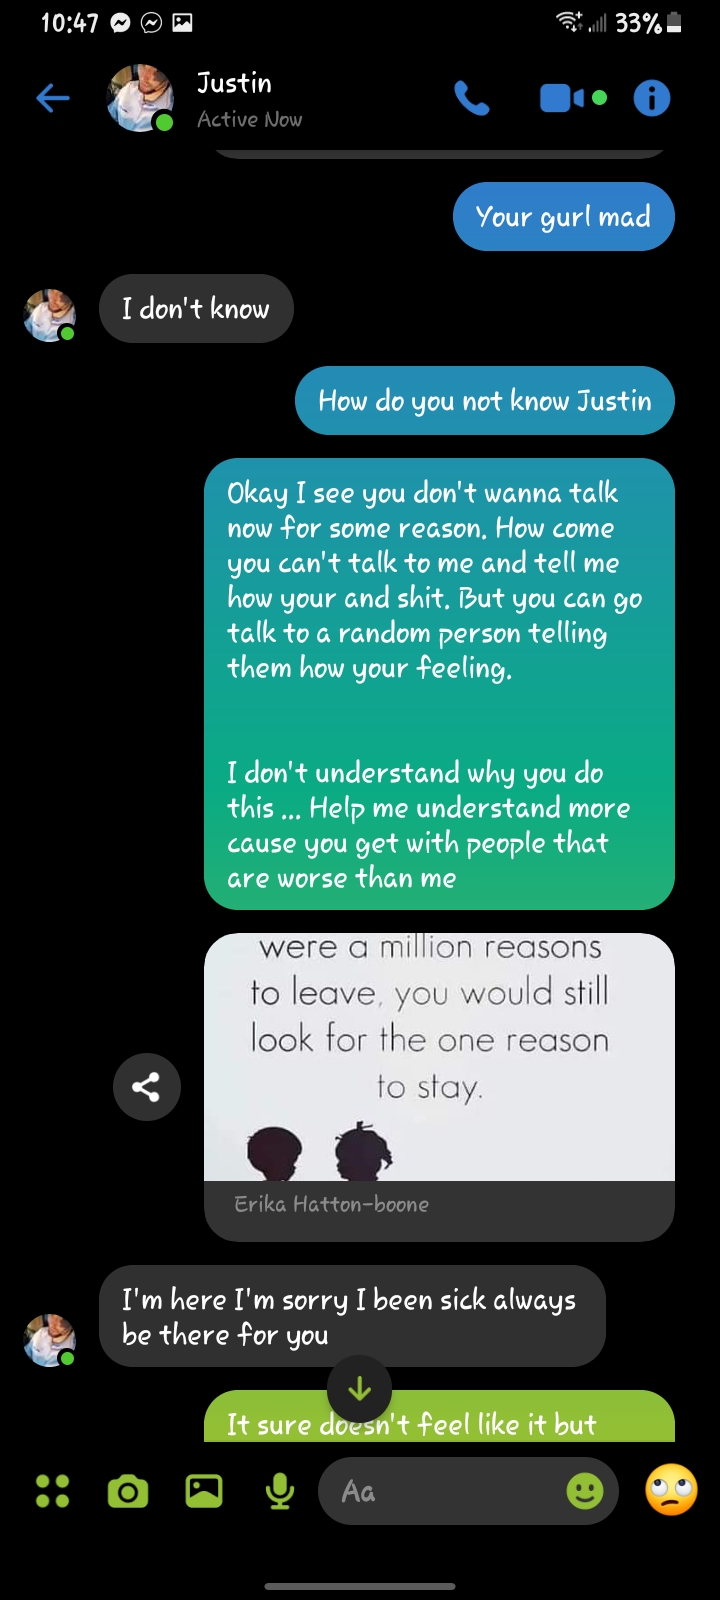 10:47
33%
Justin
Active Now
Your gurl mad
I don't know
How do you not know Justin
Okay I see you don't wanna talk
now for some reason. How come
you can't talk to me and tell me
how your and shit. But you can go
talk to a random person telling
them how your feeling.
I don't understand why you do
this ... Help me understand more
cause you get with people that
are worse than me
were a million reasons
to leave, you would still
look for the one reason
to stay.
Erika Hatton-boone
I'm here I'm sorry I been sick always
be there for you
It sure doesn't feel like it but
Aa